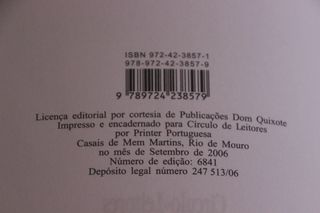 ISBN 972-42-3857-1
978-972-42-3857-9
9 789724 238579
Licença editorial por cortesia de Publicações Dom Quixote
Impresso e encadernado para Círculo de Leitores
por Printer Portuguesa
Casais de Mem Martins, Rio de Mouro
no mês de Setembro de 2006
Número de edição: 6841
Depósito legal número 247 513/06